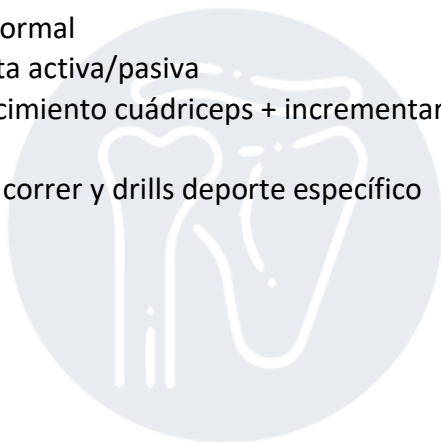 ormal
ta activa/pasiva
cimiento cuádriceps + incrementar
correr y drills deporte específico